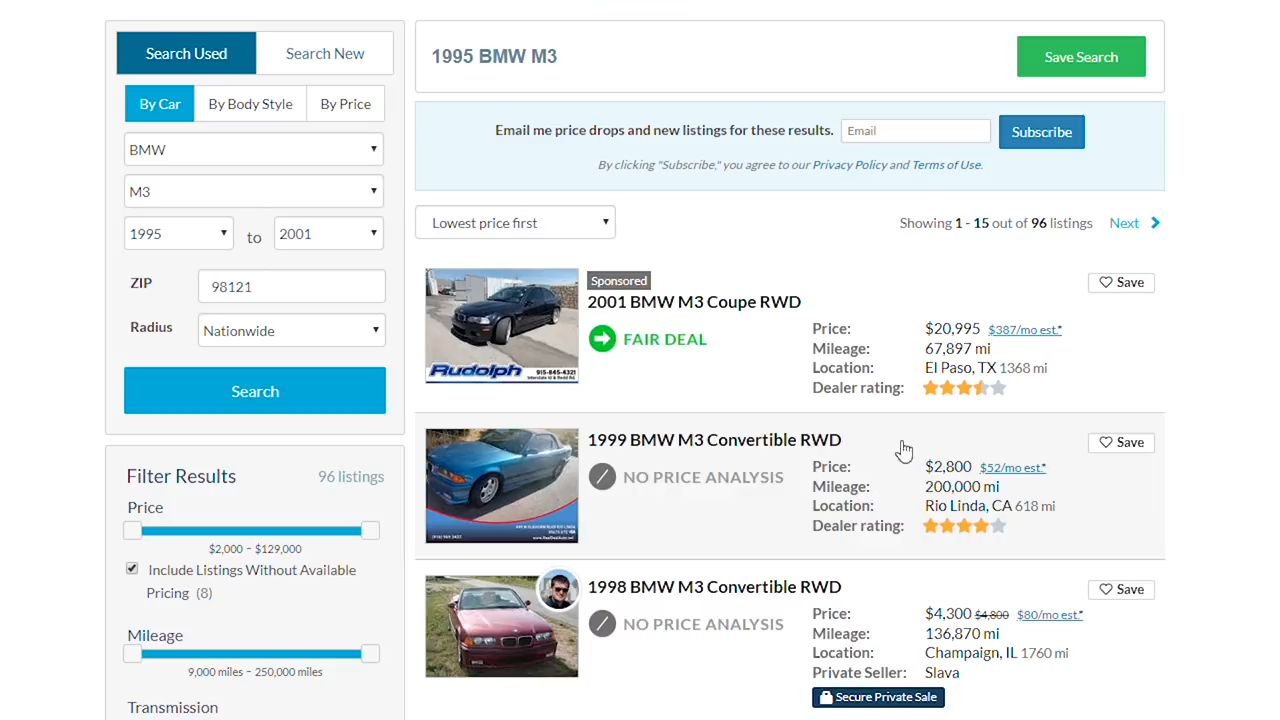 Search Used
Search New
By Car
By Body Style
By Price
BMW
M3
1995
to
2001
ZIP
98121
Radius
Nationwide
Search
Filter Results
96 listings
Price
$2,000 – $129,000
Include Listings Without Available
Pricing (8)
Mileage
9,000 miles – 250,000 miles
Transmission
1995 BMW M3
Save Search
Email me price drops and new listings for these results.
Email
Subscribe
By clicking "Subscribe," you agree to our Privacy Policy and Terms of Use.
Lowest price first
Showing 1 - 15 out of 96 listings
Next
Sponsored
2001 BMW M3 Coupe RWD
Save
FAIR DEAL
Price: $20,995 $387/mo est.*
Mileage: 67,897 mi
Location: El Paso, TX 1368 mi
Dealer rating:
Rudolph
915-845-4321
1999 BMW M3 Convertible RWD
Save
NO PRICE ANALYSIS
Price: $2,800 $52/mo est.*
Mileage: 200,000 mi
Location: Rio Linda, CA 618 mi
Dealer rating:
1998 BMW M3 Convertible RWD
Save
NO PRICE ANALYSIS
Price: $4,300 $4,800 $80/mo est.*
Mileage: 136,870 mi
Location: Champaign, IL 1760 mi
Private Seller: Slava
Secure Private Sale